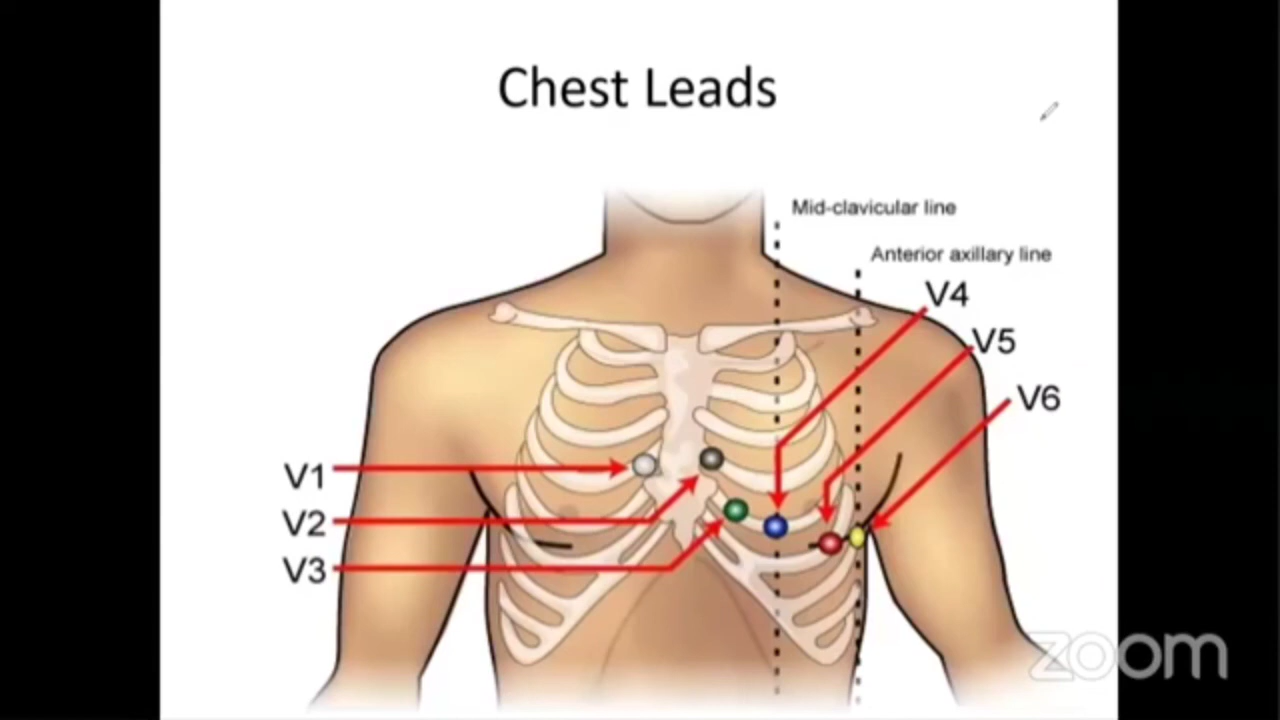 Chest Leads
Mid-clavicular line
Anterior axillary line
V4
V5
V6
V1
V2
V3
zoom